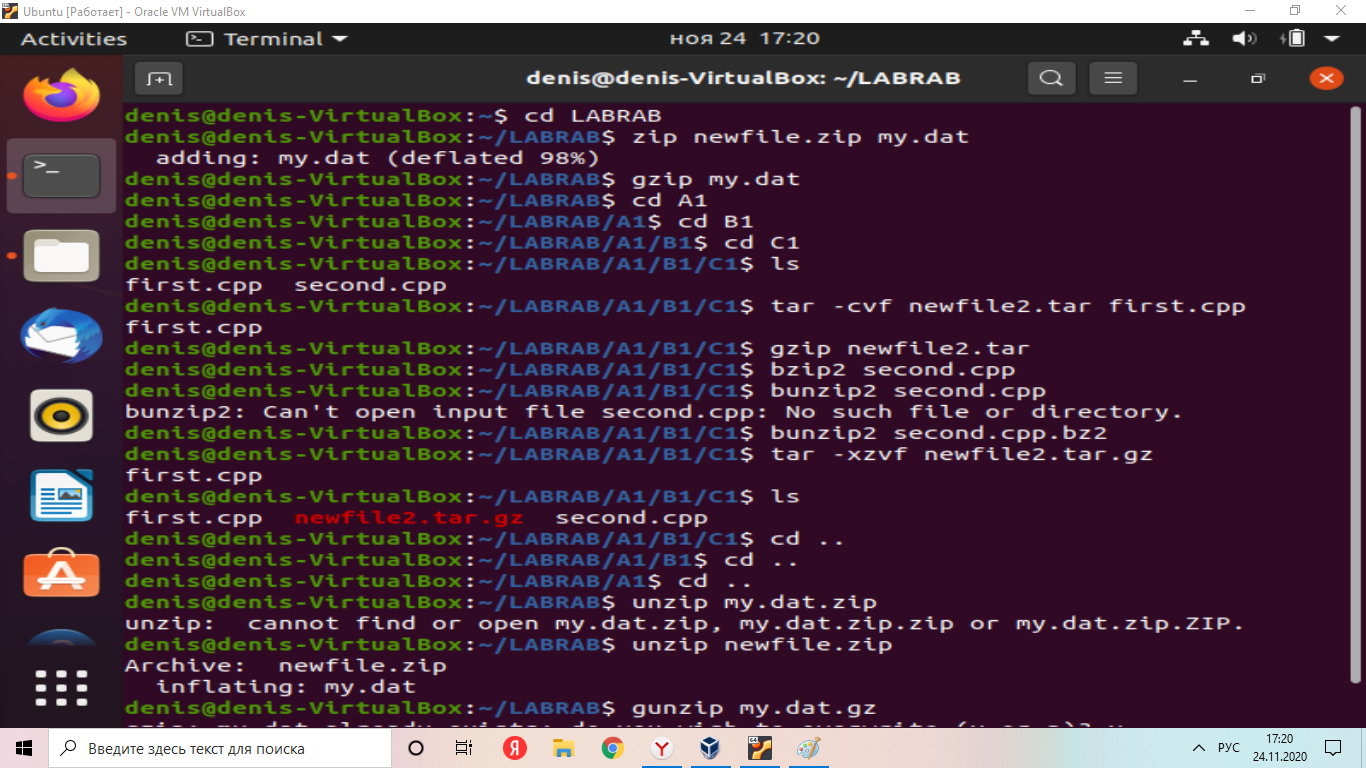 Ubuntu [Работает] - Oracle VM VirtualBox
Activities Terminal ноя 24 17:20
denis@denis-VirtualBox: ~/LABRAB
denis@denis-VirtualBox:~$ cd LABRAB
denis@denis-VirtualBox:~/LABRAB$ zip newfile.zip my.dat
  adding: my.dat (deflated 98%)
denis@denis-VirtualBox:~/LABRAB$ gzip my.dat
denis@denis-VirtualBox:~/LABRAB$ cd A1
denis@denis-VirtualBox:~/LABRAB/A1$ cd B1
denis@denis-VirtualBox:~/LABRAB/A1/B1$ cd C1
denis@denis-VirtualBox:~/LABRAB/A1/B1/C1$ ls
first.cpp  second.cpp
denis@denis-VirtualBox:~/LABRAB/A1/B1/C1$ tar -cvf newfile2.tar first.cpp
first.cpp
denis@denis-VirtualBox:~/LABRAB/A1/B1/C1$ gzip newfile2.tar
denis@denis-VirtualBox:~/LABRAB/A1/B1/C1$ bzip2 second.cpp
denis@denis-VirtualBox:~/LABRAB/A1/B1/C1$ bunzip2 second.cpp
bunzip2: Can't open input file second.cpp: No such file or directory.
denis@denis-VirtualBox:~/LABRAB/A1/B1/C1$ bunzip2 second.cpp.bz2
denis@denis-VirtualBox:~/LABRAB/A1/B1/C1$ tar -xzvf newfile2.tar.gz
first.cpp
denis@denis-VirtualBox:~/LABRAB/A1/B1/C1$ ls
first.cpp  newfile2.tar.gz  second.cpp
denis@denis-VirtualBox:~/LABRAB/A1/B1/C1$ cd ..
denis@denis-VirtualBox:~/LABRAB/A1/B1$ cd ..
denis@denis-VirtualBox:~/LABRAB/A1$ cd ..
denis@denis-VirtualBox:~/LABRAB$ unzip my.dat.zip
unzip:  cannot find or open my.dat.zip, my.dat.zip.zip or my.dat.zip.ZIP.
denis@denis-VirtualBox:~/LABRAB$ unzip newfile.zip
Archive:  newfile.zip
  inflating: my.dat
denis@denis-VirtualBox:~/LABRAB$ gunzip my.dat.gz
gzip: my.dat already exists; do you wish to overwrite (y or n)? y
Введите здесь текст для поиска
РУС
17:20
24.11.2020